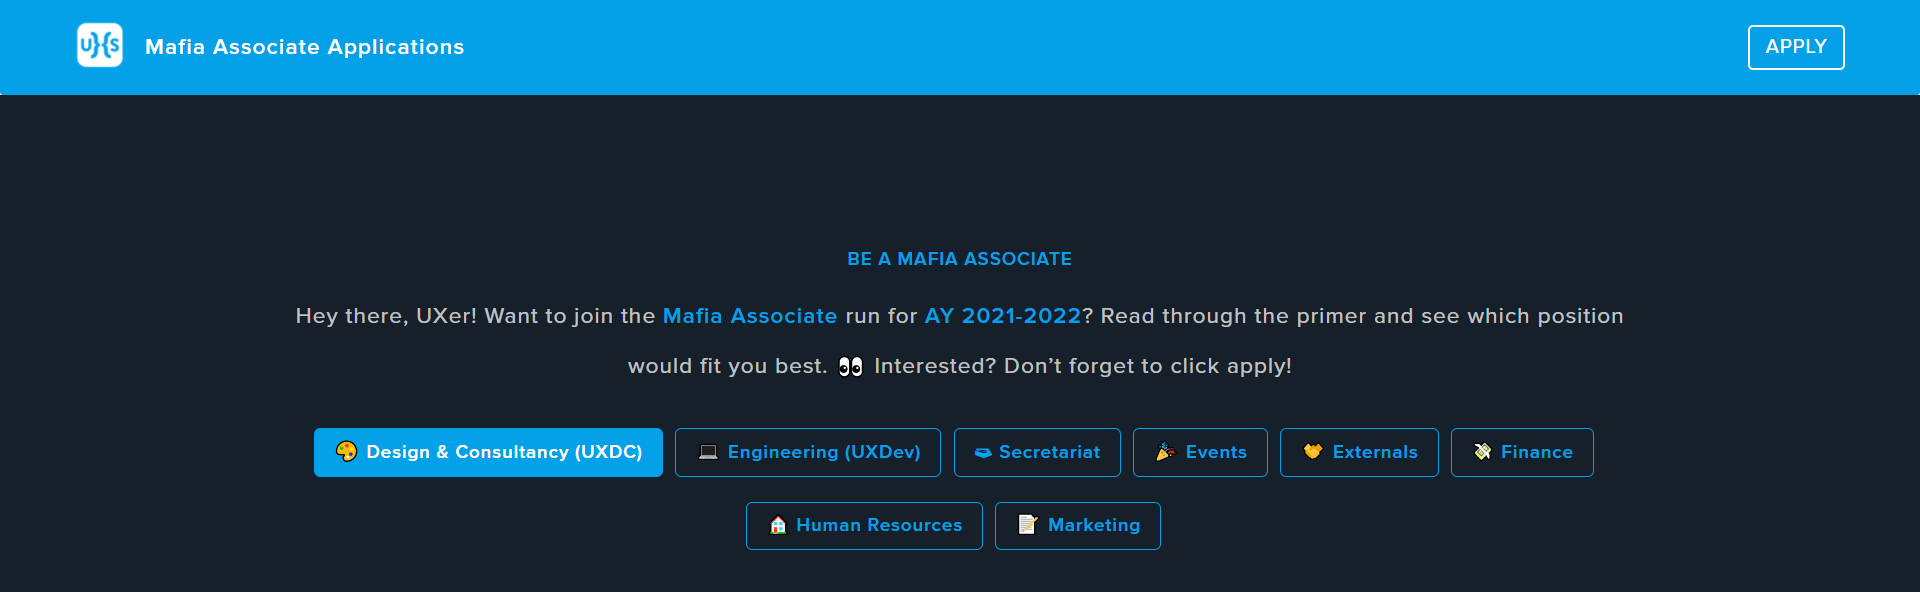 U}{S Mafia Associate Applications APPLY
BE A MAFIA ASSOCIATE
Hey there, UXer! Want to join the Mafia Associate run for AY 2021-2022? Read through the primer and see which position
would fit you best. 👀 Interested? Don’t forget to click apply!
🎨 Design & Consultancy (UXDC) 💻 Engineering (UXDev) Secretariat 🎉 Events 🤝 Externals 💸 Finance
🏠 Human Resources 📝 Marketing